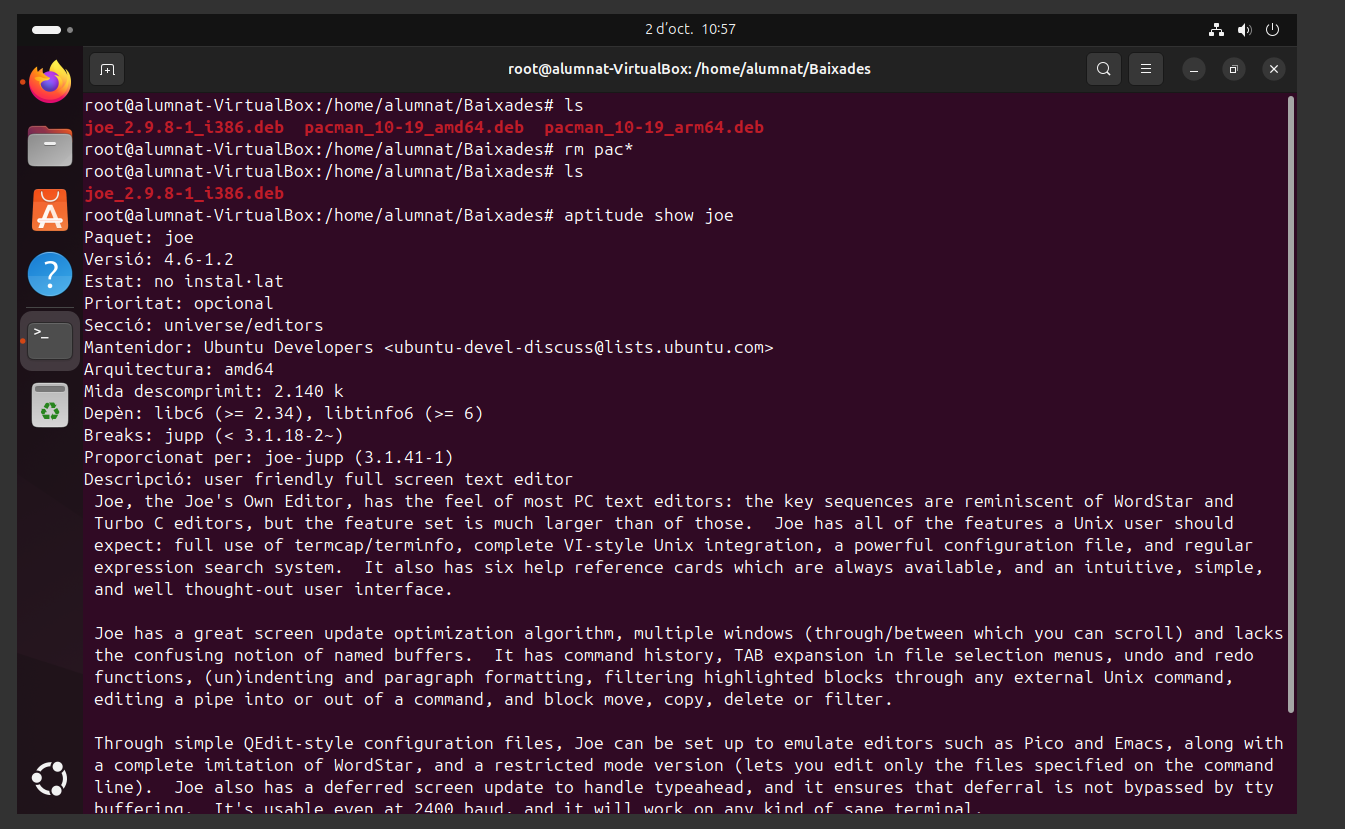 2 d'oct. 10:57
root@alumnat-VirtualBox: /home/alumnat/Baixades
root@alumnat-VirtualBox:/home/alumnat/Baixades# ls
joe_2.9.8-1_i386.deb  pacman_10-19_amd64.deb  pacman_10-19_arm64.deb
root@alumnat-VirtualBox:/home/alumnat/Baixades# rm pac*
root@alumnat-VirtualBox:/home/alumnat/Baixades# ls
joe_2.9.8-1_i386.deb
root@alumnat-VirtualBox:/home/alumnat/Baixades# aptitude show joe
Paquet: joe
Versió: 4.6-1.2
Estat: no instal·lat
Prioritat: opcional
Secció: universe/editors
Mantenidor: Ubuntu Developers <ubuntu-devel-discuss@lists.ubuntu.com>
Arquitectura: amd64
Mida descomprimit: 2.140 k
Depèn: libc6 (>= 2.34), libtinfo6 (>= 6)
Breaks: jupp (< 3.1.18-2~)
Proporcionat per: joe-jupp (3.1.41-1)
Descripció: user friendly full screen text editor
 Joe, the Joe's Own Editor, has the feel of most PC text editors: the key sequences are reminiscent of WordStar and
 Turbo C editors, but the feature set is much larger than of those.  Joe has all of the features a Unix user should
 expect: full use of termcap/terminfo, complete VI-style Unix integration, a powerful configuration file, and regular
 expression search system.  It also has six help reference cards which are always available, and an intuitive, simple,
 and well thought-out user interface.

 Joe has a great screen update optimization algorithm, multiple windows (through/between which you can scroll) and lacks
 the confusing notion of named buffers.  It has command history, TAB expansion in file selection menus, undo and redo
 functions, (un)indenting and paragraph formatting, filtering highlighted blocks through any external Unix command,
 editing a pipe into or out of a command, and block move, copy, delete or filter.

 Through simple QEdit-style configuration files, Joe can be set up to emulate editors such as Pico and Emacs, along with
 a complete imitation of WordStar, and a restricted mode version (lets you edit only the files specified on the command
 line).  Joe also has a deferred screen update to handle typeahead, and it ensures that deferral is not bypassed by tty
 buffering.  It's usable even at 2400 baud, and it will work on any kind of sane terminal.